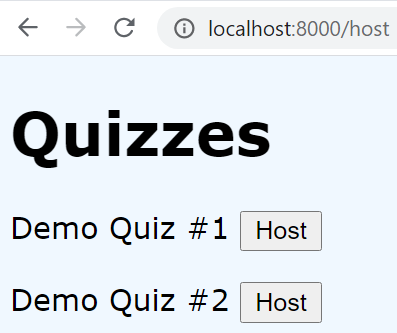 localhost:8000/host
Quizzes
Demo Quiz #1 Host
Demo Quiz #2 Host